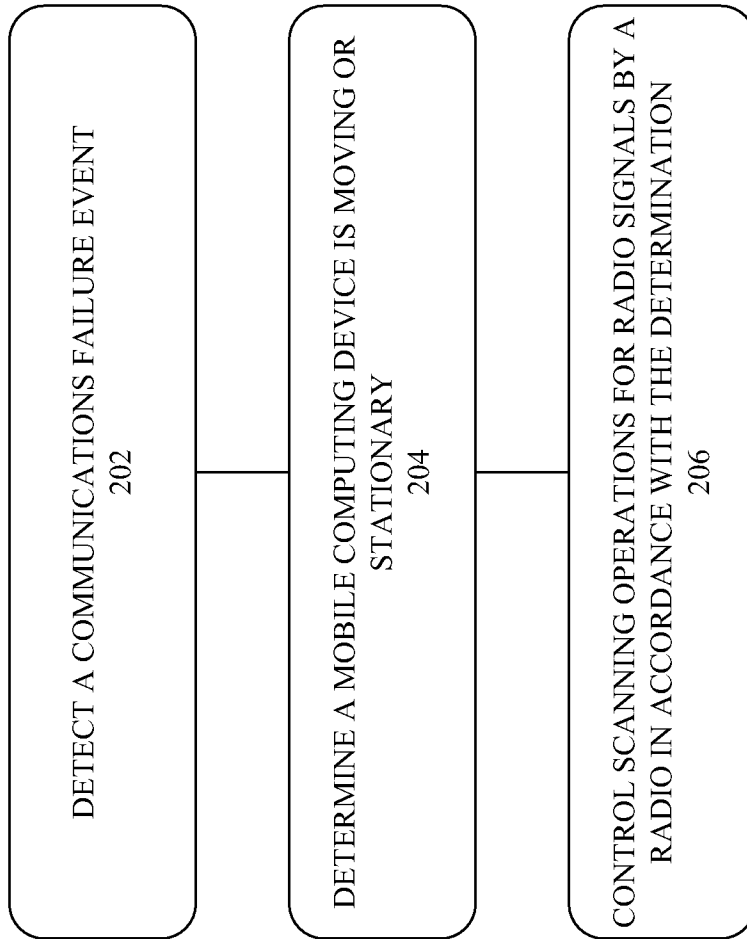 DETECT A COMMUNICATIONS FAILURE EVENT
202
DETERMINE A MOBILE COMPUTING DEVICE IS MOVING OR
STATIONARY
204
CONTROL SCANNING OPERATIONS FOR RADIO SIGNALS BY A
RADIO IN ACCORDANCE WITH THE DETERMINATION
206